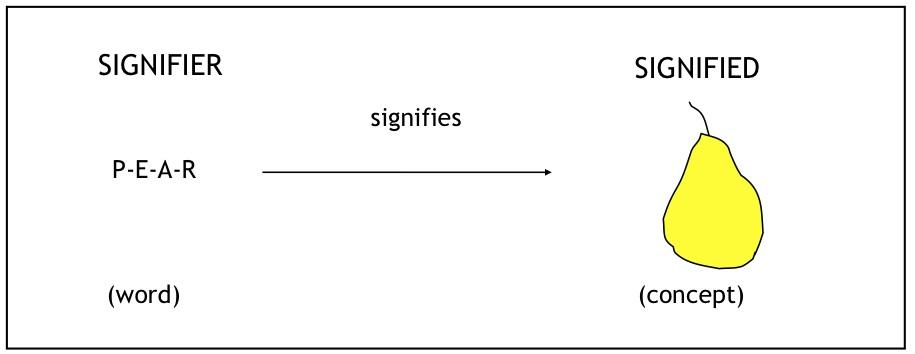 SIGNIFIER
SIGNIFIED
signifies
P-E-A-R
(word)
(concept)